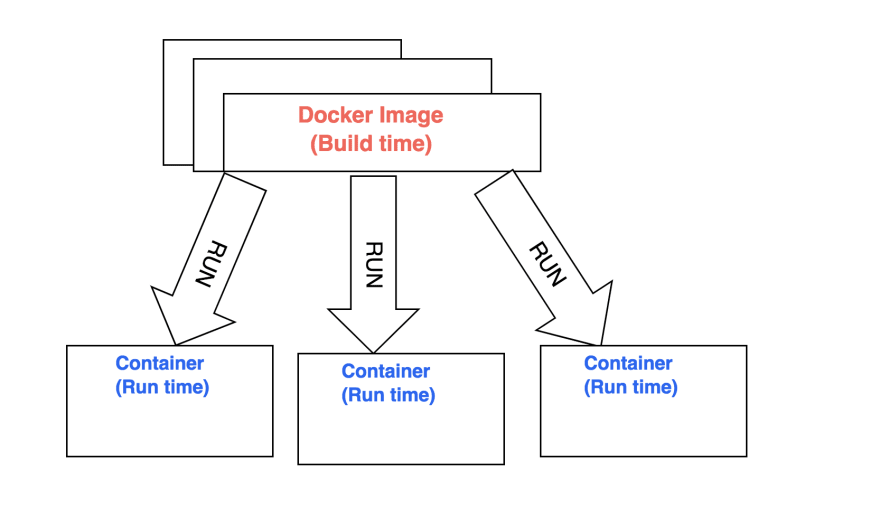 Docker Image
(Build time)
RUN
RUN
RUN
Container
(Run time)
Container
(Run time)
Container
(Run time)